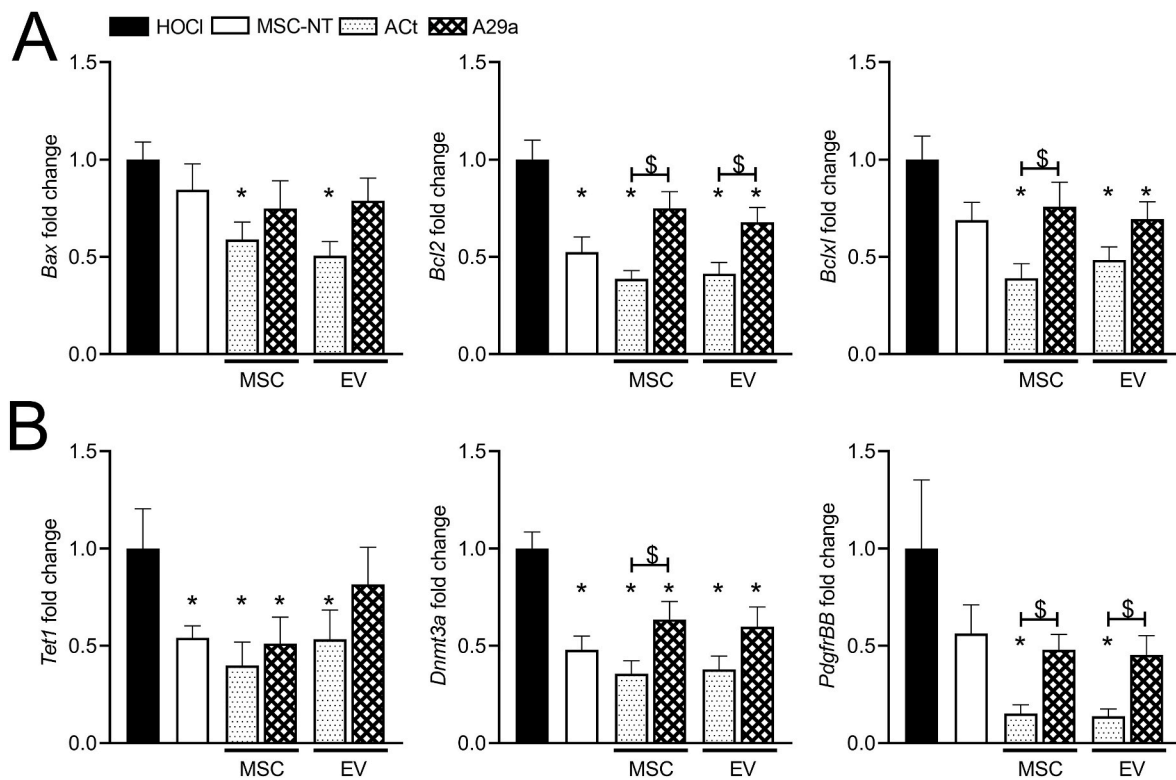 A
HOCl MSC-NT ACt A29a
Bax fold change
1.5
1.0
0.5
0.0
* *
MSC EV
Bcl2 fold change
1.5
1.0
0.5
0.0
$ $
* * * *
MSC EV
Bclxl fold change
1.5
1.0
0.5
0.0
$
* * *
MSC EV
B
Tet1 fold change
1.5
1.0
0.5
0.0
* * * *
MSC EV
Dnmt3a fold change
1.5
1.0
0.5
0.0
$
* * * * *
MSC EV
PdgfrBB fold change
1.5
1.0
0.5
0.0
$ $
* *
MSC EV